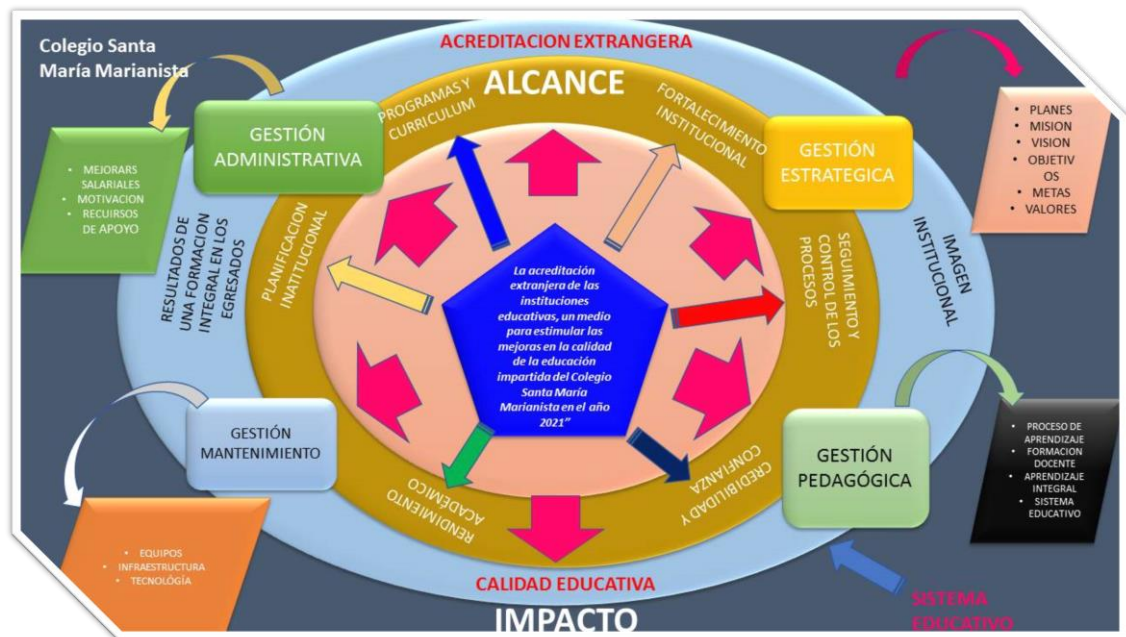 Colegio Santa
María Marianista
ACREDITACION EXTRANGERA
ALCANCE
PROGRAMAS Y
CURRICULUM
FORTALECIMIENTO
INSTITUCIONAL
GESTIÓN
ADMINISTRATIVA
GESTIÓN
ESTRATEGICA
• PLANES
• MISION
• VISION
• OBJETIV
OS
• METAS
• VALORES
• MEJORARS
SALARIALES
• MOTIVACION
• RECUIRSOS
DE APOYO
RESULTADOS DE
UNA FORMACION
INTEGRAL EN LOS
EGRESADOS
PLANIFICACION
INATITUCIONAL
SEGUIMIENTO Y
CONTROL DE LOS
PROCESOS
IMAGEN
INSTITUCIONAL
La acreditación
extranjera de las
instituciones
educativas, un medio
para estimular las
mejoras en la calidad
de la educación
impartida del Colegio
Santa María
Marianista en el año
2021”
GESTIÓN
MANTENIMIENTO
GESTIÓN
PEDAGÓGICA
• PROCESO DE
APRENDIZAJE
• FORMACION
DOCENTE
• APRENDIZAJE
INTEGRAL
• SISTEMA
EDUCATIVO
RENDIMIENTO
ACADÉMICO
CREDIBILIDAD Y
CONFIANZA
• EQUIPOS
• INFRAESTRUCTURA
• TECNOLÓGÍA
CALIDAD EDUCATIVA
IMPACTO
SISTEMA
EDUCATIVO